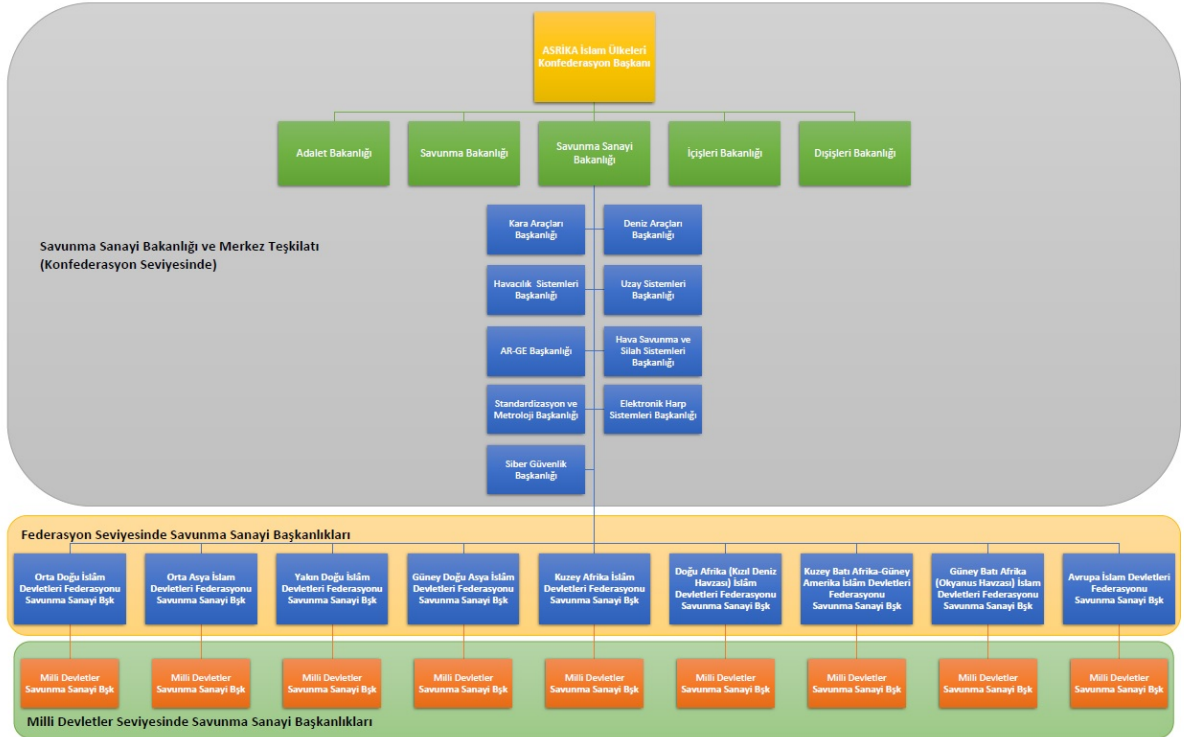 ASRİKA İslam Ülkeleri
Konfederasyon Başkanı
Adalet Bakanlığı
Savunma Bakanlığı
Savunma Sanayi
Bakanlığı
İçişleri Bakanlığı
Dışişleri Bakanlığı
Kara Araçları
Başkanlığı
Deniz Araçları
Başkanlığı
Savunma Sanayi Bakanlığı ve Merkez Teşkilatı
(Konfederasyon Seviyesinde)
Havacılık Sistemleri
Başkanlığı
Uzay Sistemleri
Başkanlığı
AR-GE Başkanlığı
Hava Savunma ve
Silah Sistemleri
Başkanlığı
Standardizasyon ve
Metroloji Başkanlığı
Elektronik Harp
Sistemleri Başkanlığı
Siber Güvenlik
Başkanlığı
Federasyon Seviyesinde Savunma Sanayi Başkanlıkları
Orta Doğu İslâm
Devletleri Federasyonu
Savunma Sanayi Bşk
Orta Asya İslam
Devletleri Federasyonu
Savunma Sanayi Bşk
Yakın Doğu İslâm
Devletleri Federasyonu
Savunma Sanayi Bşk
Güney Doğu Asya İslâm
Devletleri Federasyonu
Savunma Sanayi Bşk
Kuzey Afrika İslâm
Devletleri Federasyonu
Savunma Sanayi Bşk
Doğu Afrika (Kızıl Deniz
Havzası) İslâm
Devletleri Federasyonu
Savunma Sanayi Bşk
Kuzey Batı Afrika-Güney
Amerika İslâm Devletleri
Federasyonu
Savunma Sanayi Bşk
Güney Batı Afrika
(Okyanus Havzası) İslam
Devletleri Federasyonu
Savunma Sanayi Bşk
Avrupa İslam Devletleri
Federasyonu
Savunma Sanayi Bşk
Milli Devletler
Savunma Sanayi Bşk
Milli Devletler
Savunma Sanayi Bşk
Milli Devletler
Savunma Sanayi Bşk
Milli Devletler
Savunma Sanayi Bşk
Milli Devletler
Savunma Sanayi Bşk
Milli Devletler
Savunma Sanayi Bşk
Milli Devletler
Savunma Sanayi Bşk
Milli Devletler
Savunma Sanayi Bşk
Milli Devletler
Savunma Sanayi Bşk
Milli Devletler Seviyesinde Savunma Sanayi Başkanlıkları